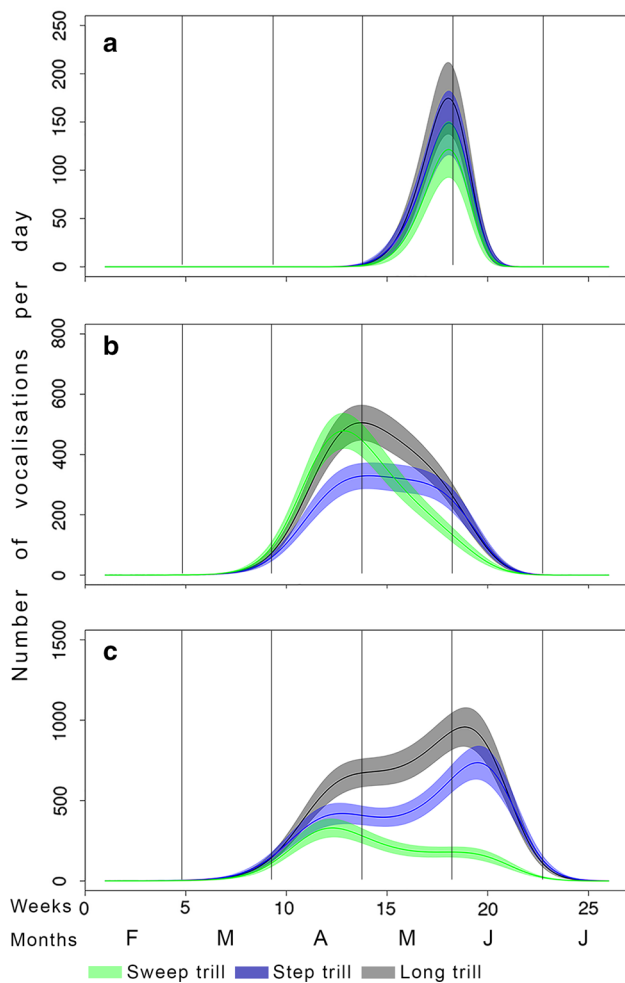 Number of vocalisations per day
a
250
200
150
100
50
0
b
800
600
400
200
0
c
1500
1000
500
0
Weeks 0 5 10 15 20 25
Months F M A M J J
Sweep trill Step trill Long trill